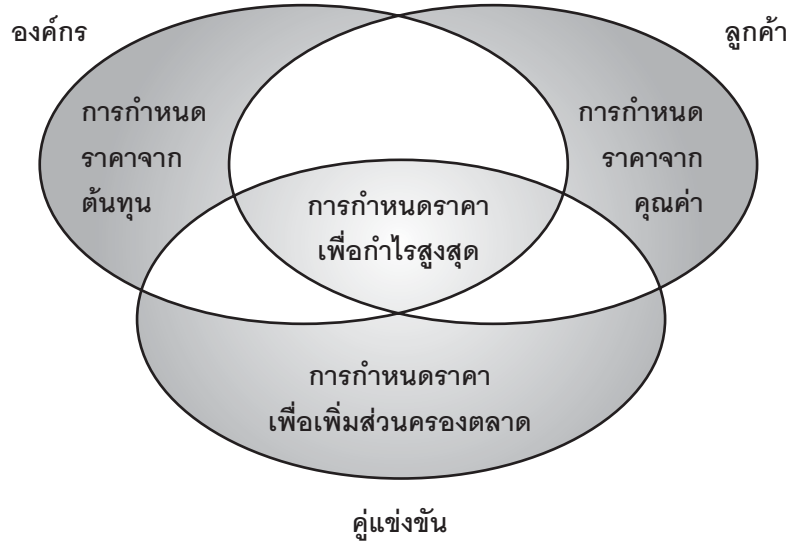 องค์กร
ลูกค้า
การกำหนด
ราคาจาก
ต้นทุน
การกำหนด
ราคาจาก
คุณค่า
การกำหนดราคา
เพื่อกำไรสูงสุด
การกำหนดราคา
เพื่อเพิ่มส่วนครองตลาด
คู่แข่งขัน